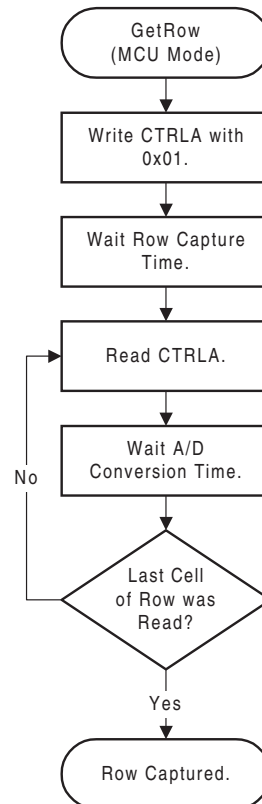 GetRow
(MCU Mode)
Write CTRLA with
0x01.
Wait Row Capture
Time.
Read CTRLA.
Wait A/D
Conversion Time.
No
Last Cell
of Row was
Read?
Yes
Row Captured.